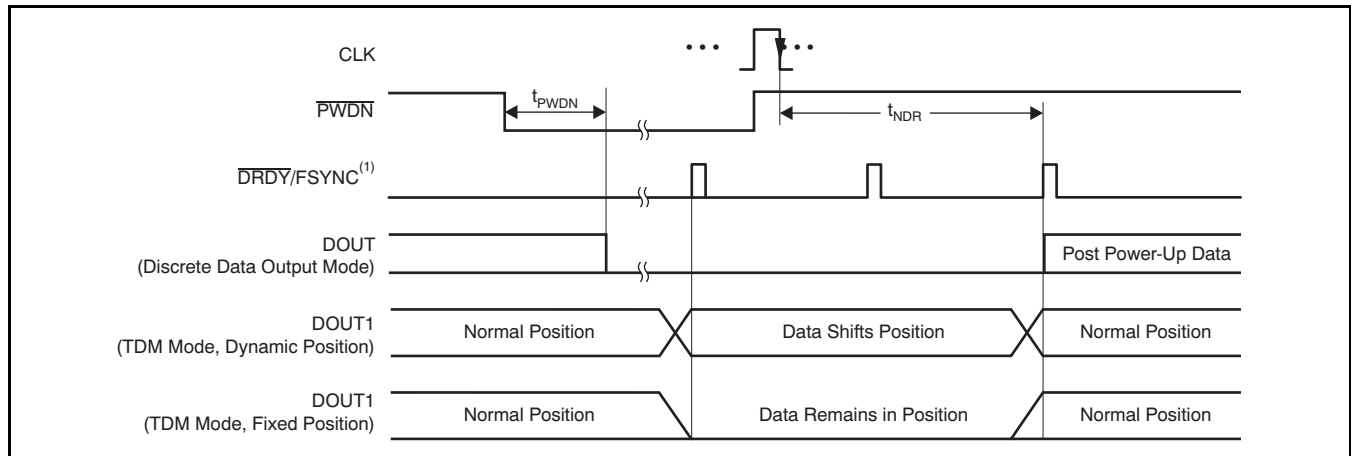 CLK
• • •
• • •
PWDN
tPWDN
tNDR
DRDY/FSYNC(1)
DOUT
(Discrete Data Output Mode)
Post Power-Up Data
DOUT1
(TDM Mode, Dynamic Position)
Normal Position
Data Shifts Position
Normal Position
DOUT1
(TDM Mode, Fixed Position)
Normal Position
Data Remains in Position
Normal Position